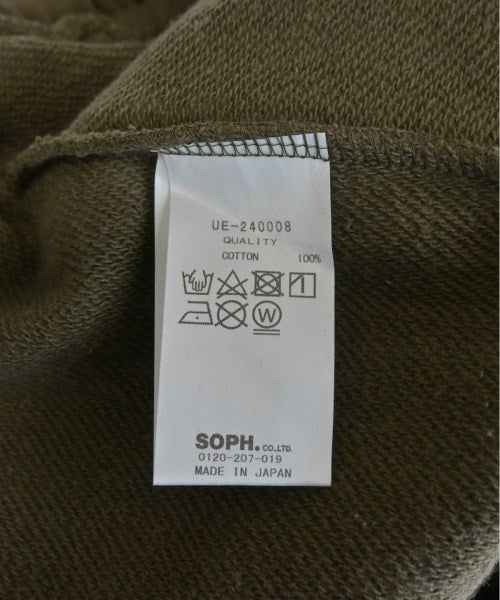 UE-240008
QUALITY
COTTON 100%
W
SOPH. CO.,LTD.
0120-207-019
MADE IN JAPAN